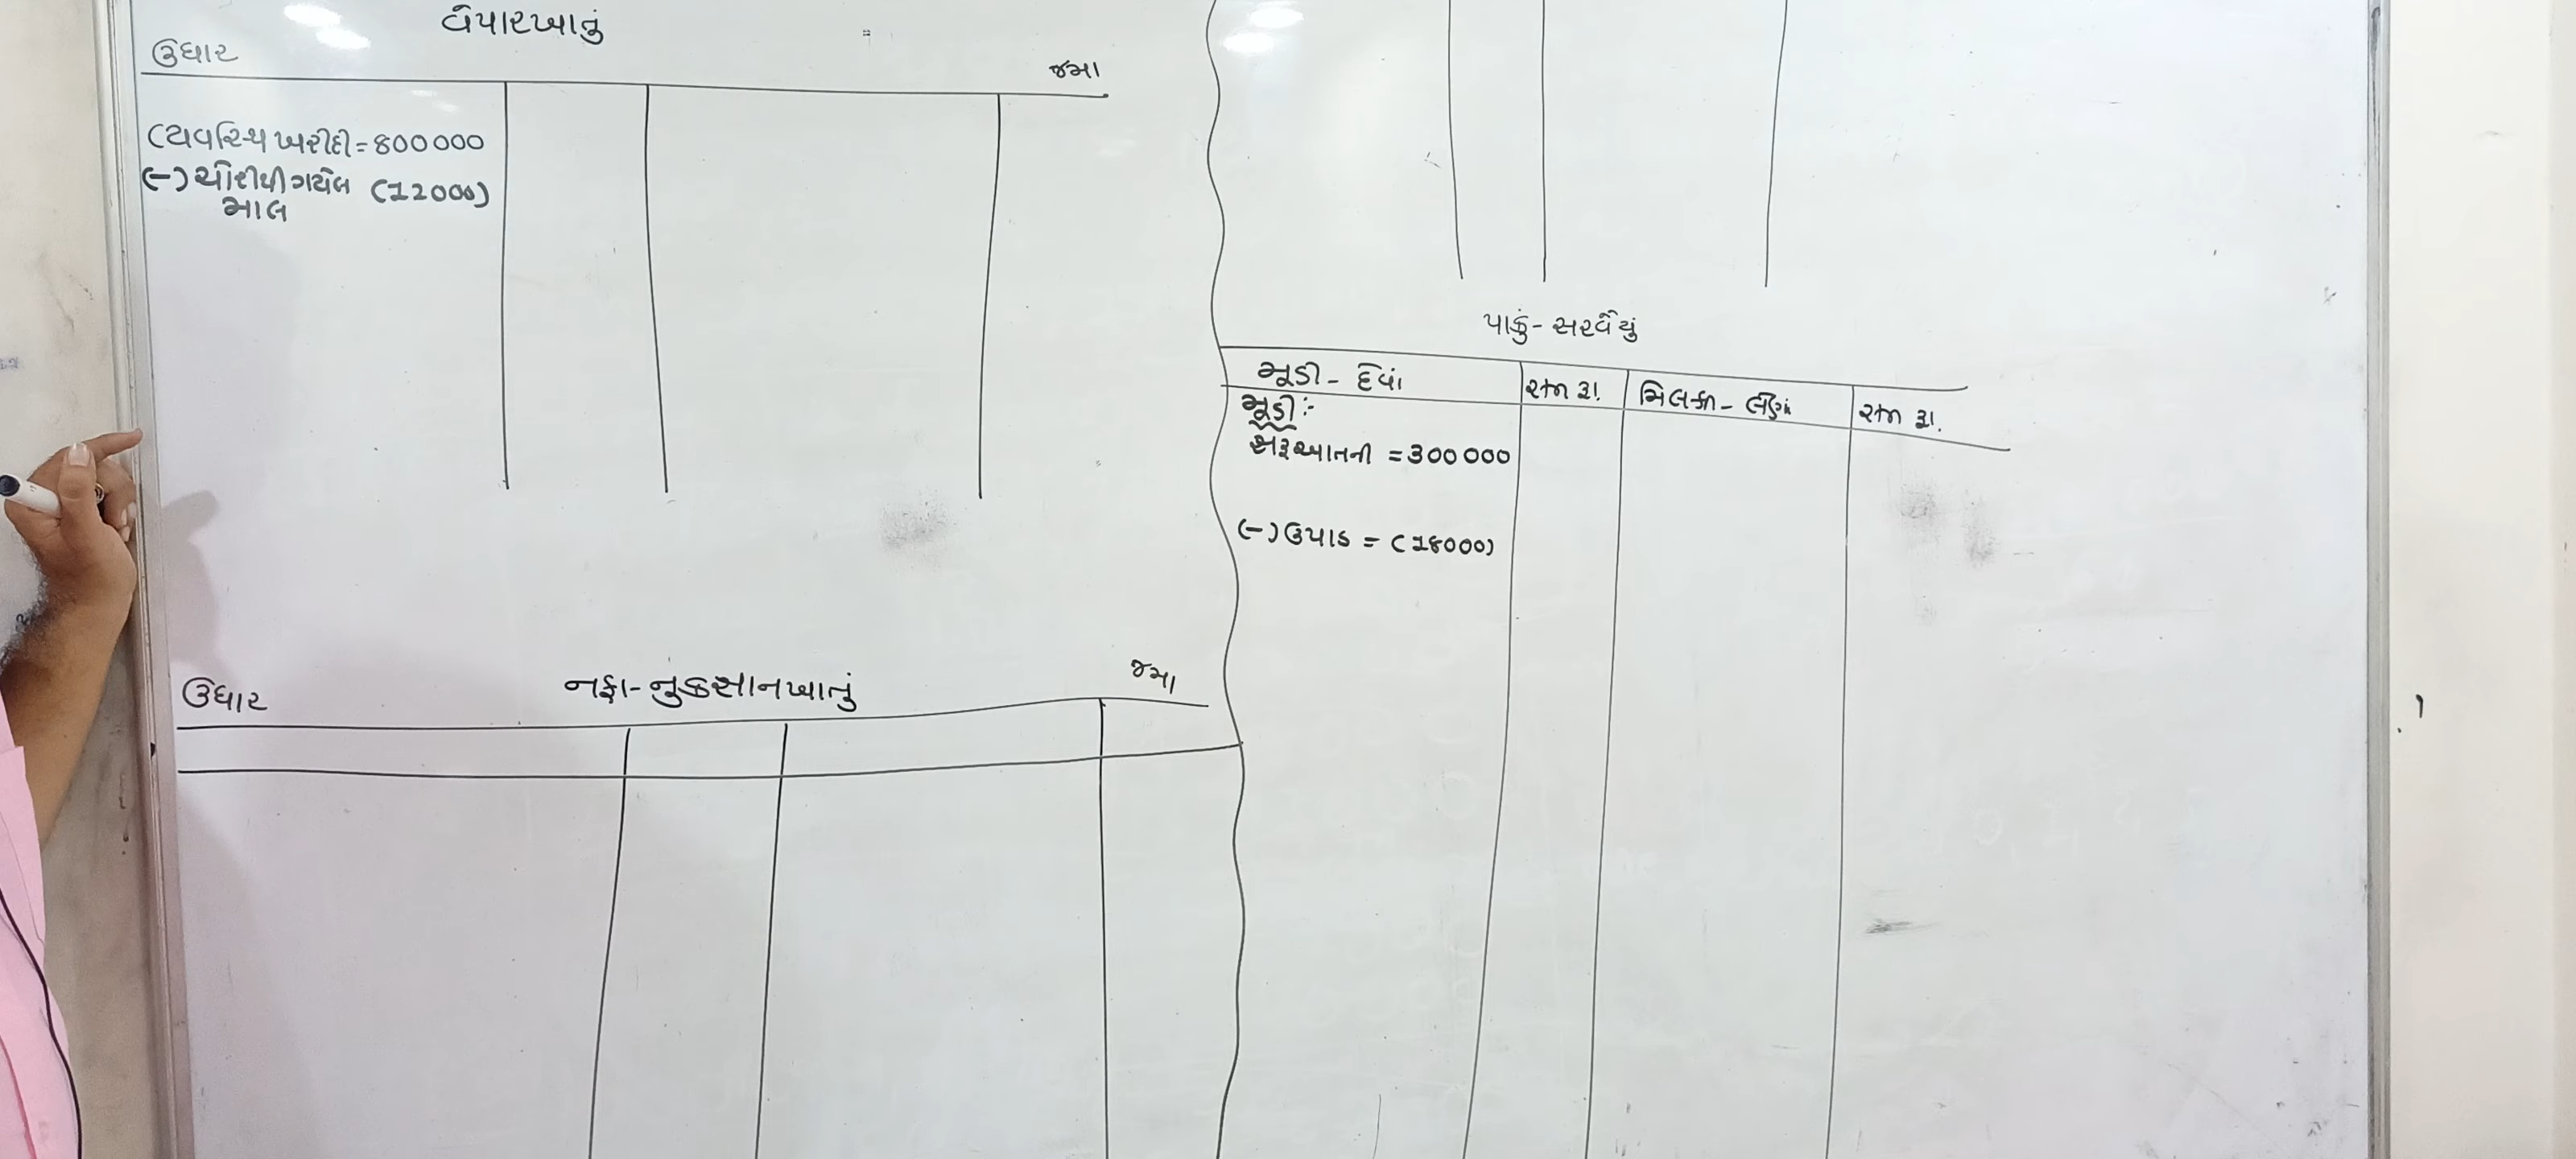 વેપારખાતું
ઉધાર
જમા
વ્યવસ્થિ ખરીદી = 800000
(-) ચોરીથી ગયેલ (12000)
માલ
નફા-નુકસાનખાતું
ઉધાર
જમા
પાકું - સરવૈયું
મૂડી - દેવાં
રકમ રૂા.
મિલકત - લેણાં
રકમ રૂા.
મૂડી :-
શરૂઆતની = 300000
(-) ઉપાડ = (18000)